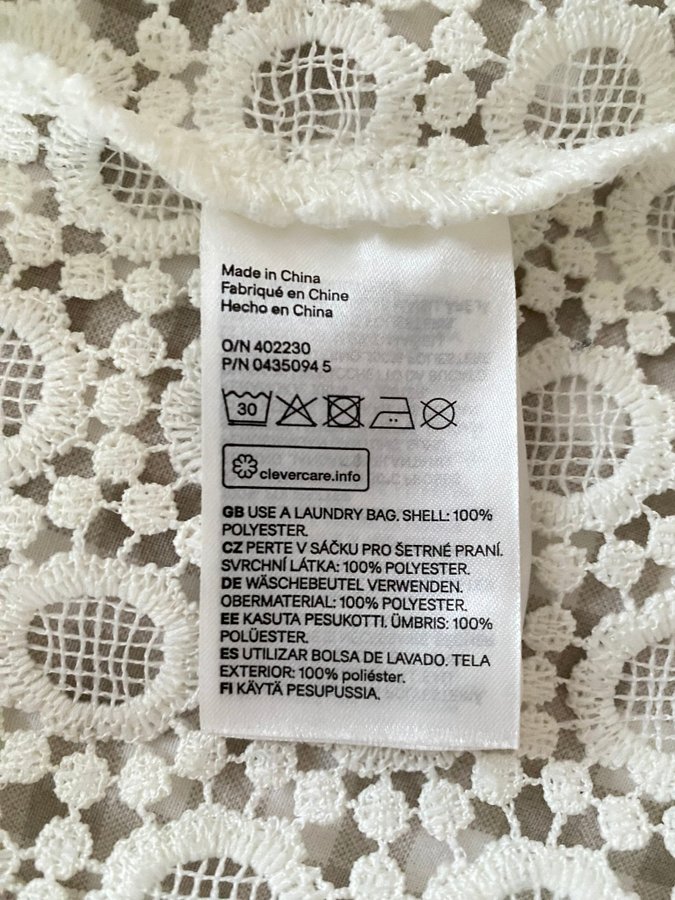 Made in China
Fabriqué en Chine
Hecho en China
O/N 402230
P/N 0435094 5
30
clevercare.info
GB USE A LAUNDRY BAG. SHELL: 100%
POLYESTER.
CZ PERTE V SÁČKU PRO ŠETRNÉ PRANÍ.
SVRCHNÍ LÁTKA: 100% POLYESTER.
DE WÄSCHEBEUTEL VERWENDEN.
OBERMATERIAL: 100% POLYESTER.
EE KASUTA PESUKOTTI. ÜMBRIS: 100%
POLÜESTER.
ES UTILIZAR BOLSA DE LAVADO. TELA
EXTERIOR: 100% poliéster.
FI KÄYTÄ PESUPUSSIA.